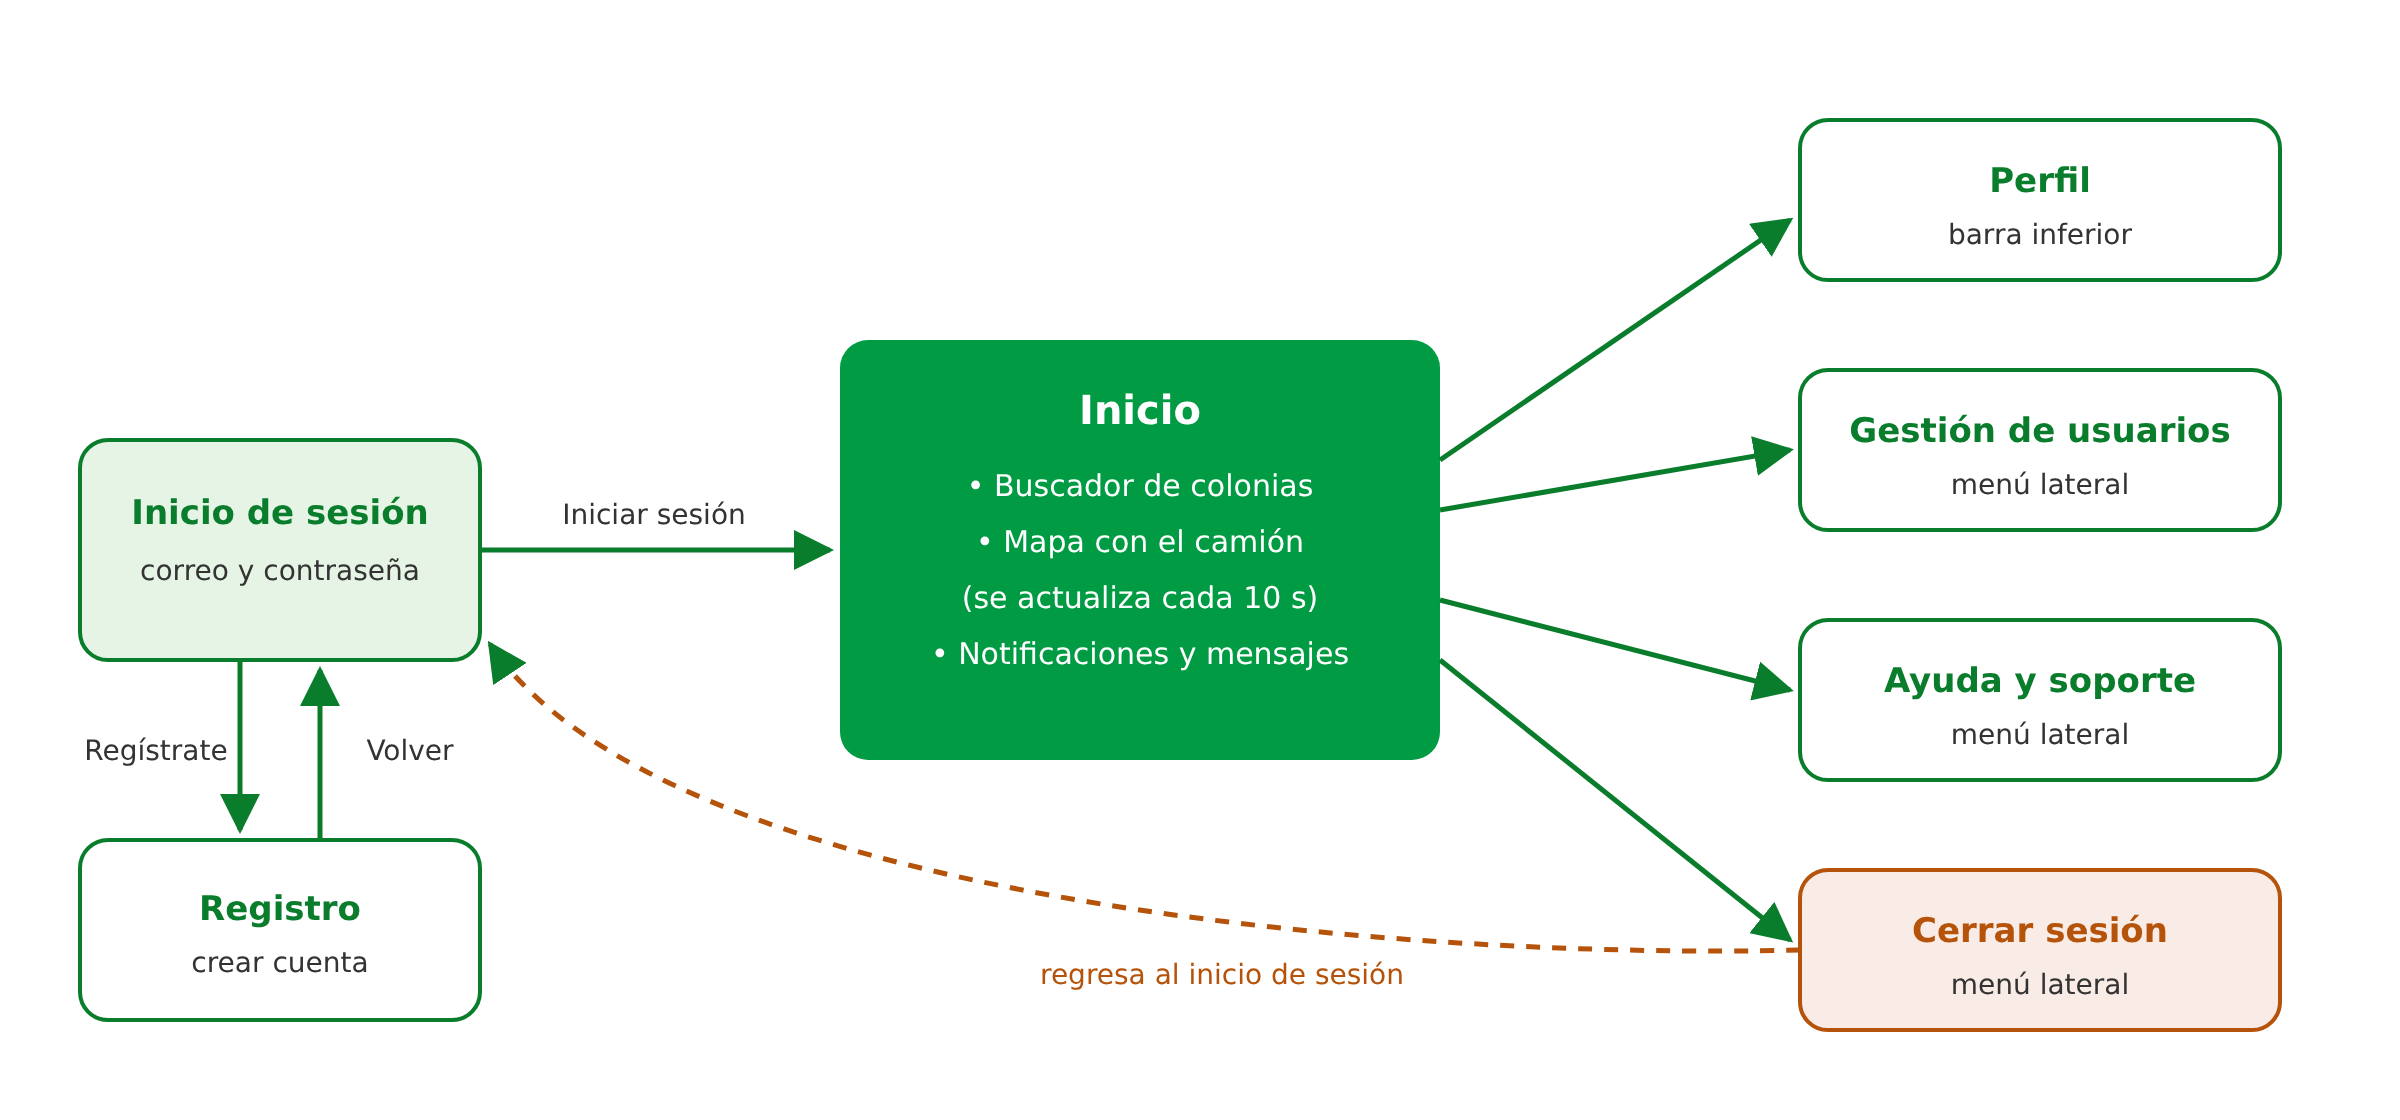 Inicio de sesión
correo y contraseña
Iniciar sesión
Regístrate
Volver
Registro
crear cuenta
Inicio
• Buscador de colonias
• Mapa con el camión
(se actualiza cada 10 s)
• Notificaciones y mensajes
Perfil
barra inferior
Gestión de usuarios
menú lateral
Ayuda y soporte
menú lateral
Cerrar sesión
menú lateral
regresa al inicio de sesión